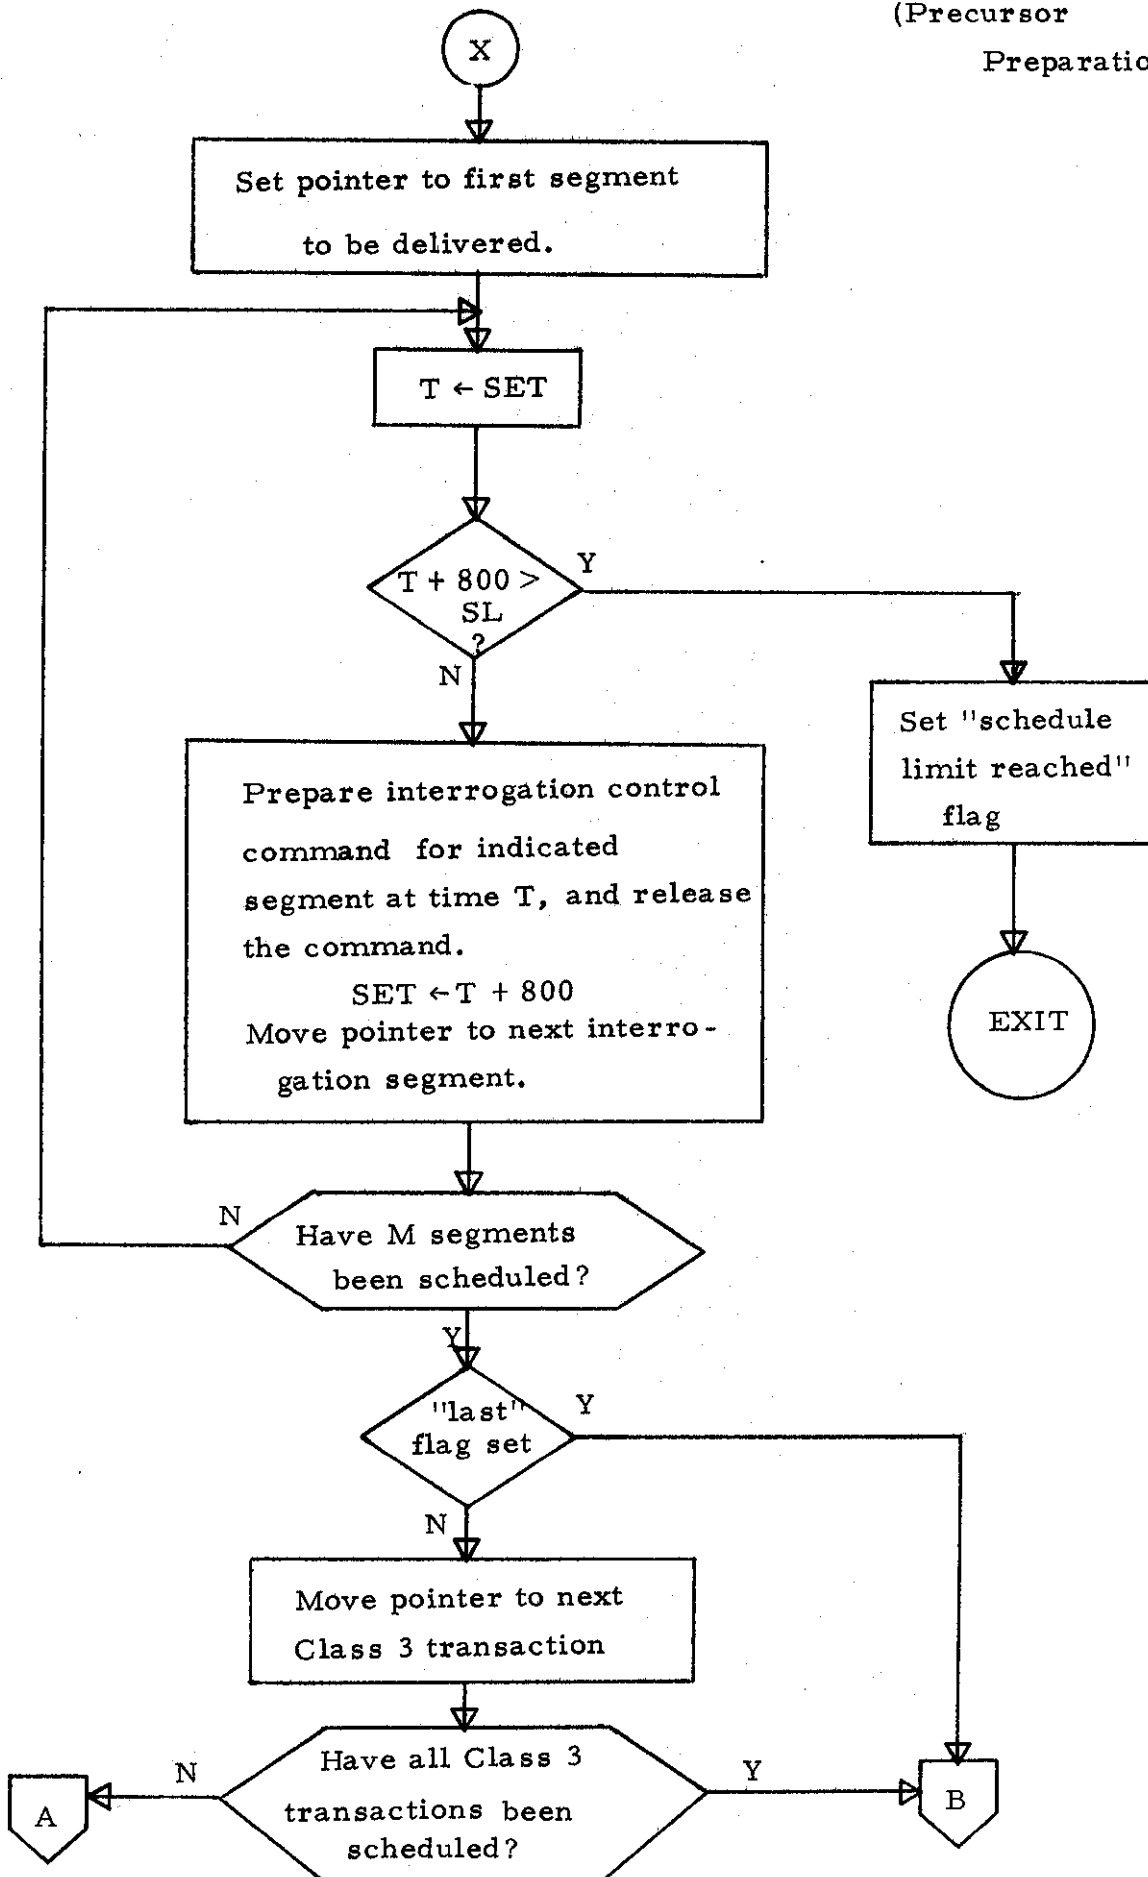 (Precursor
Preparatio
X
Set pointer to first segment
to be delivered.
T ← SET
T + 800 >
SL
?
Y
N
Set "schedule
limit reached"
flag
Prepare interrogation control
command for indicated
segment at time T, and release
the command.
SET ← T + 800
Move pointer to next interro-
gation segment.
EXIT
N
Have M segments
been scheduled?
Y
"last"
flag set
Y
N
Move pointer to next
Class 3 transaction
Have all Class 3
transactions been
scheduled?
N
Y
A
B